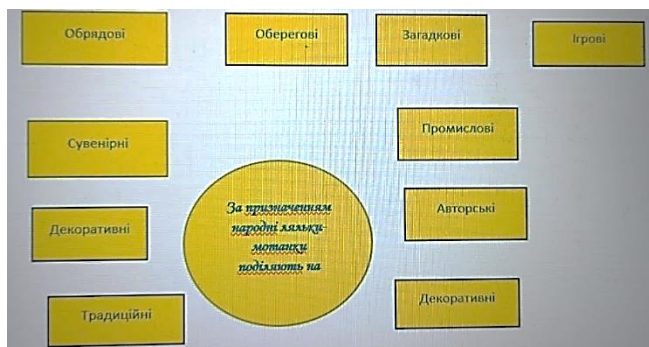 Обрядові
Оберегові
Загадкові
Ігрові
Сувенірні
Промислові
Декоративні
За призначенням
народні ляльки-
мотанки
поділяють на
Авторські
Традиційні
Декоративні